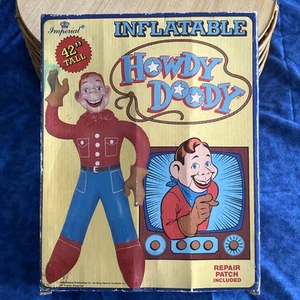 Imperial
INFLATABLE
42"
TALL
HOWDY
DOODY
REPAIR
PATCH
INCLUDED